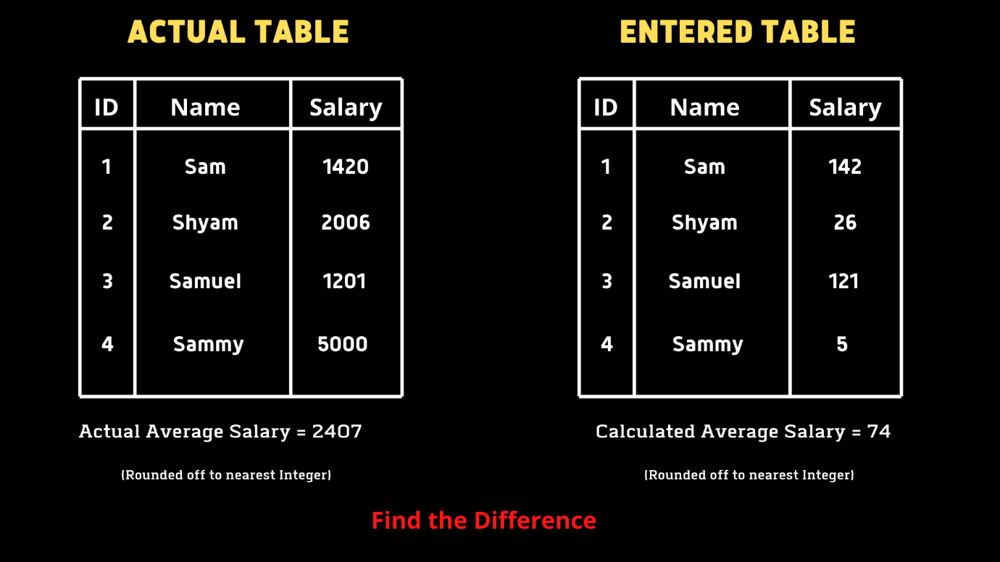 ACTUAL TABLE
ENTERED TABLE
ID Name Salary
1 Sam 1420
2 Shyam 2006
3 Samuel 1201
4 Sammy 5000
Actual Average Salary = 2407
(Rounded off to nearest Integer)
ID Name Salary
1 Sam 142
2 Shyam 26
3 Samuel 121
4 Sammy 5
Calculated Average Salary = 74
(Rounded off to nearest Integer)
Find the Difference